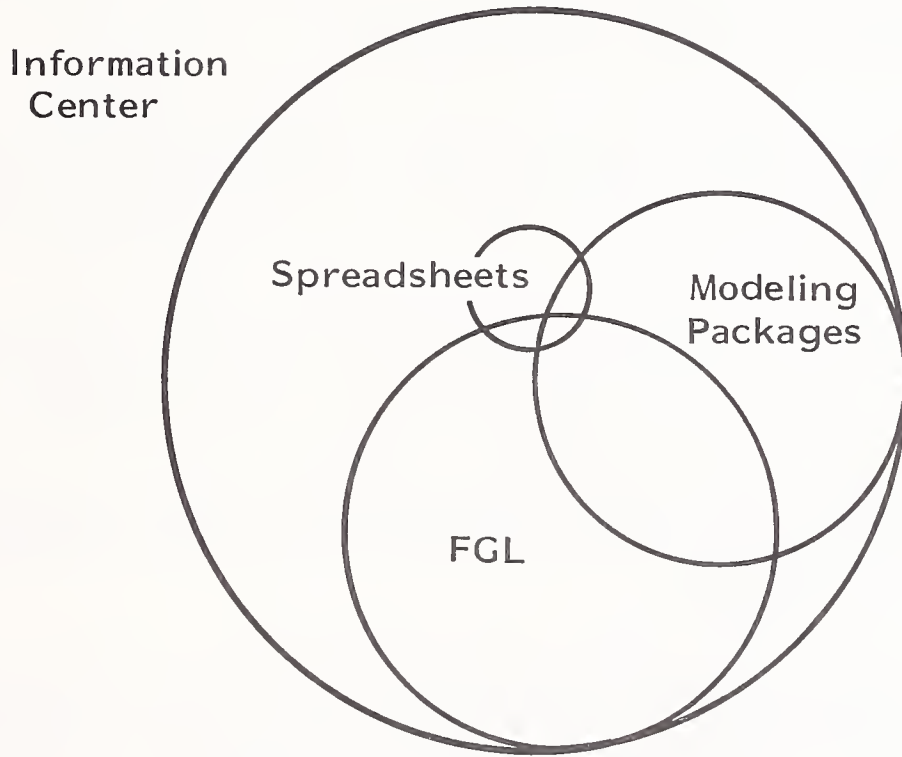 Information
Center
Spreadsheets
Modeling
Packages
FGL